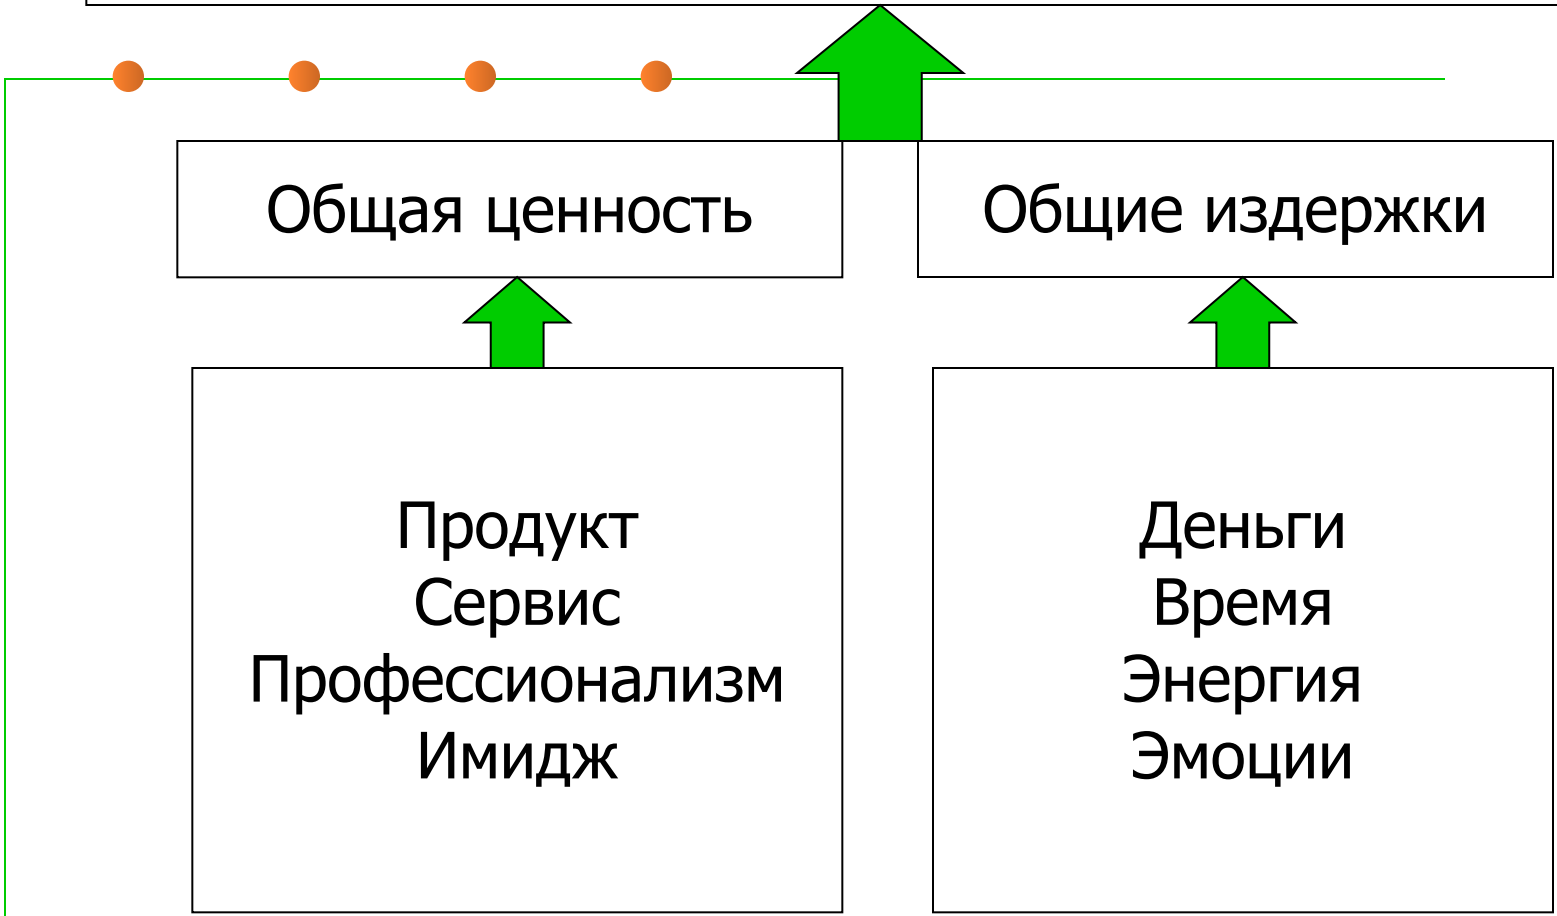 Общая ценность
Общие издержки
Продукт
Сервис
Профессионализм
Имидж
Деньги
Время
Энергия
Эмоции